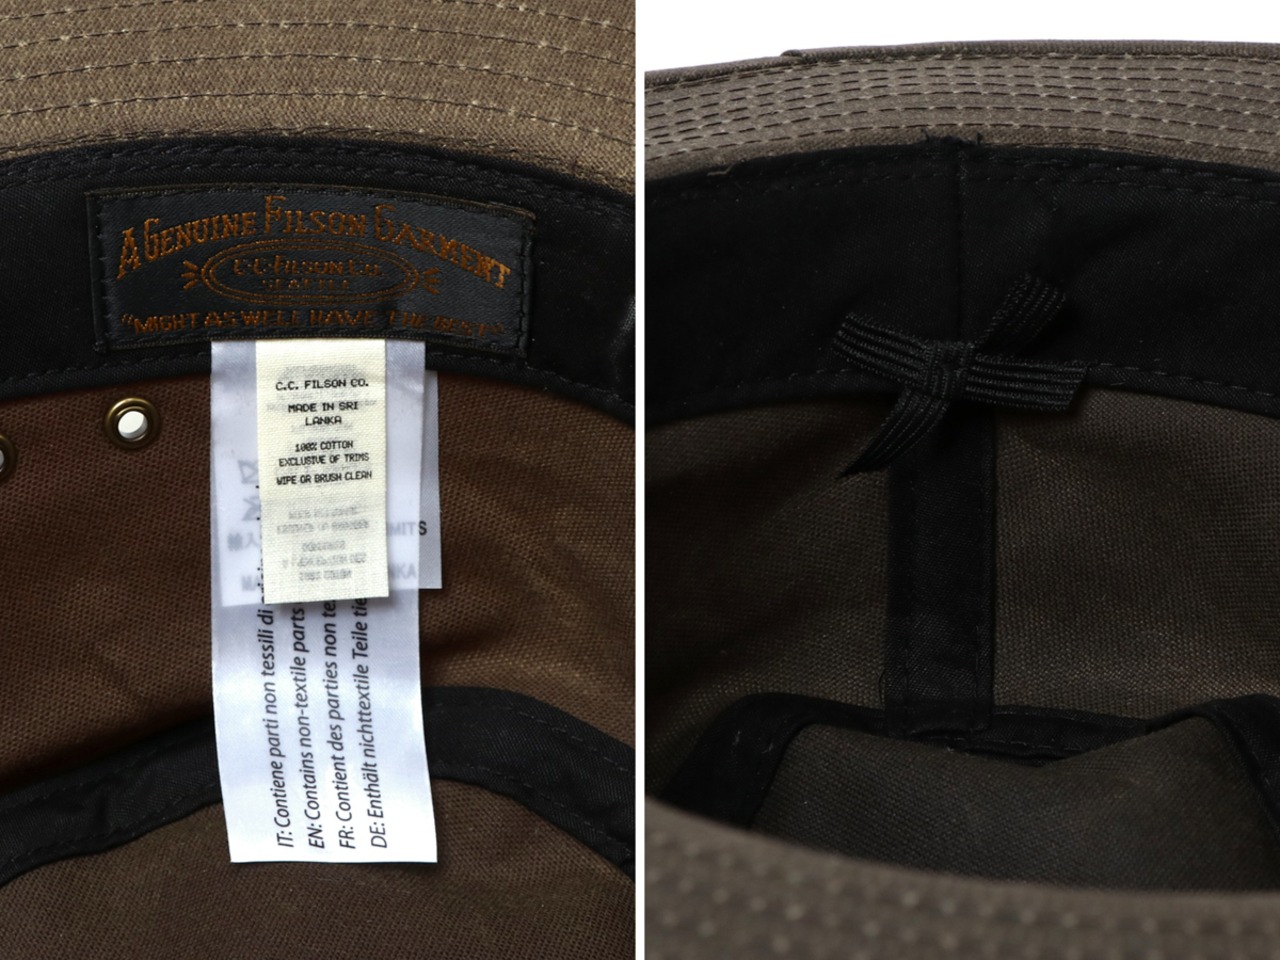 A GENUINE FILSON GARMENT
C.C. FILSON CO.
SEATTLE
"MIGHT AS WELL HAVE THE BEST"
C.C. FILSON CO.
MADE IN SRI
LANKA
100% COTTON
EXCLUSIVE OF TRIMS
WIPE OR BRUSH CLEAN
IT: Contiene parti non tessili di
EN: Contains non-textile parts
FR: Contient des parties non te
DE: Enthält nichttextile Teile tie